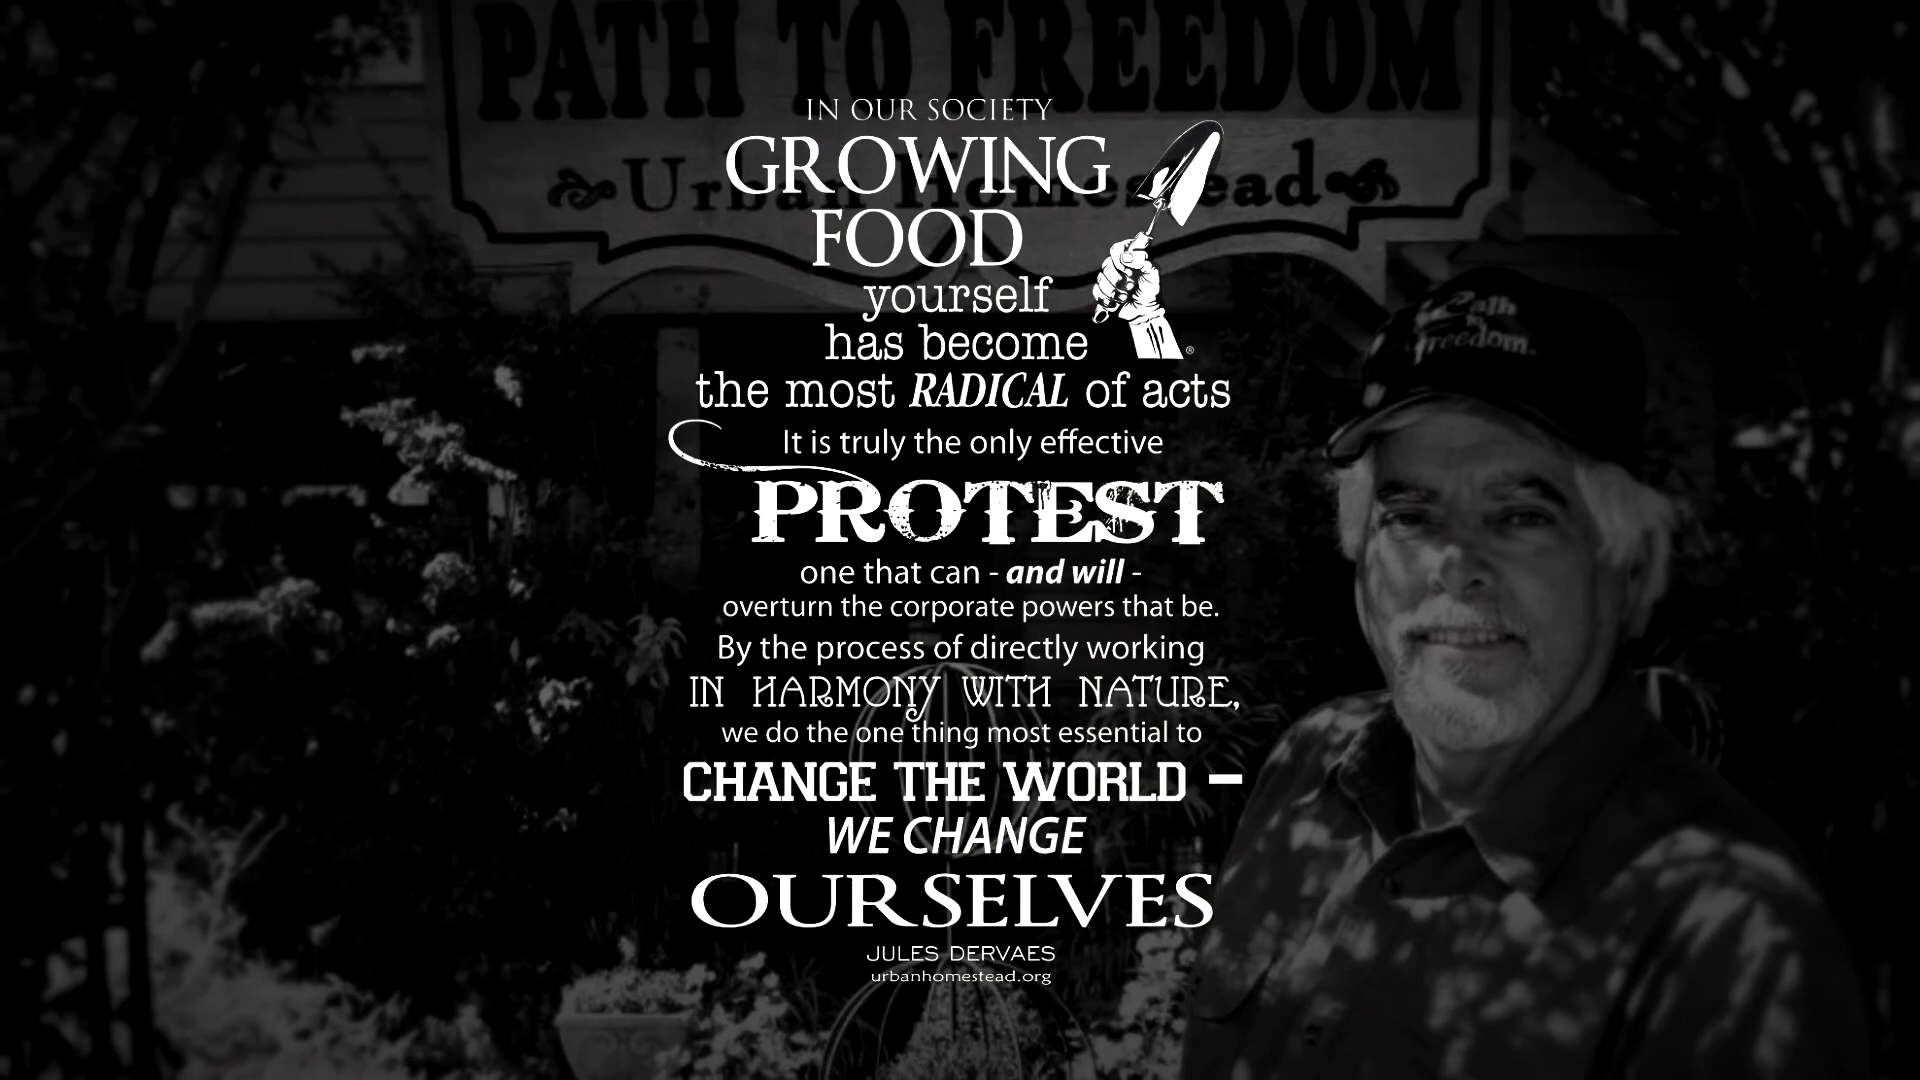 PATH TO FREEDOM
Urban Homestead
IN OUR SOCIETY
GROWING
FOOD
yourself
has become
the most RADICAL of acts
It is truly the only effective
PROTEST
one that can - and will -
overturn the corporate powers that be.
By the process of directly working
IN HARMONY WITH NATURE,
we do the one thing most essential to
CHANGE THE WORLD –
WE CHANGE
OURSELVES
JULES DERVAES
urbanhomestead.org
®
Path
to
Freedom.